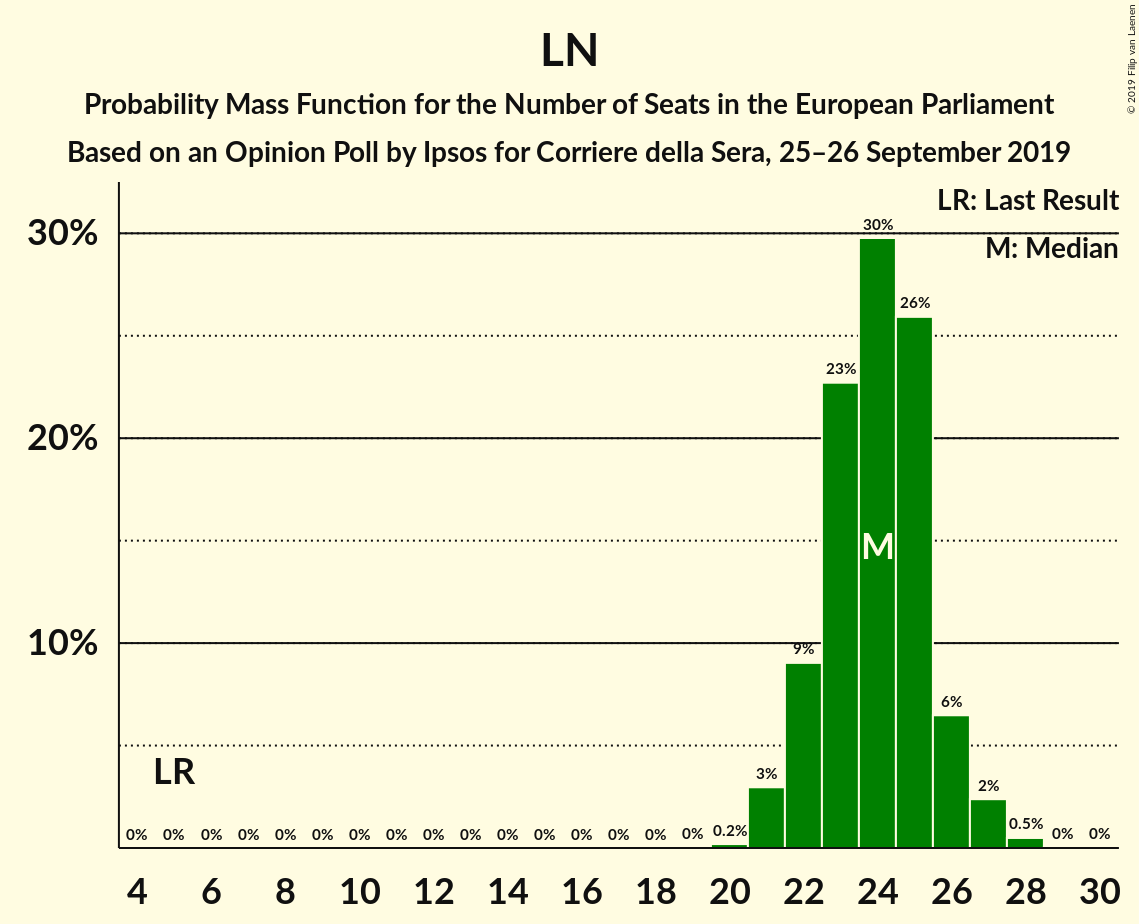 LN
Probability Mass Function for the Number of Seats in the European Parliament
Based on an Opinion Poll by Ipsos for Corriere della Sera, 25–26 September 2019
© 2019 Filip van Laenen
LR: Last Result
M: Median
30%
20%
10%
LR
M
0% 0% 0% 0% 0% 0% 0% 0% 0% 0% 0% 0% 0% 0% 0% 0% 0.2% 3% 9% 23% 30% 26% 6% 2% 0.5% 0% 0%
4 6 8 10 12 14 16 18 20 22 24 26 28 30